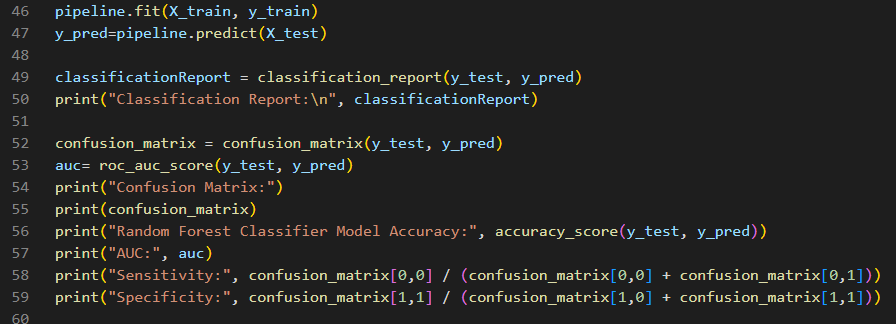 46 pipeline.fit(X_train, y_train)
47 y_pred=pipeline.predict(X_test)
48
49 classificationReport = classification_report(y_test, y_pred)
50 print("Classification Report:\n", classificationReport)
51
52 confusion_matrix = confusion_matrix(y_test, y_pred)
53 auc= roc_auc_score(y_test, y_pred)
54 print("Confusion Matrix:")
55 print(confusion_matrix)
56 print("Random Forest Classifier Model Accuracy:", accuracy_score(y_test, y_pred))
57 print("AUC:", auc)
58 print("Sensitivity:", confusion_matrix[0,0] / (confusion_matrix[0,0] + confusion_matrix[0,1]))
59 print("Specificity:", confusion_matrix[1,1] / (confusion_matrix[1,0] + confusion_matrix[1,1]))
60